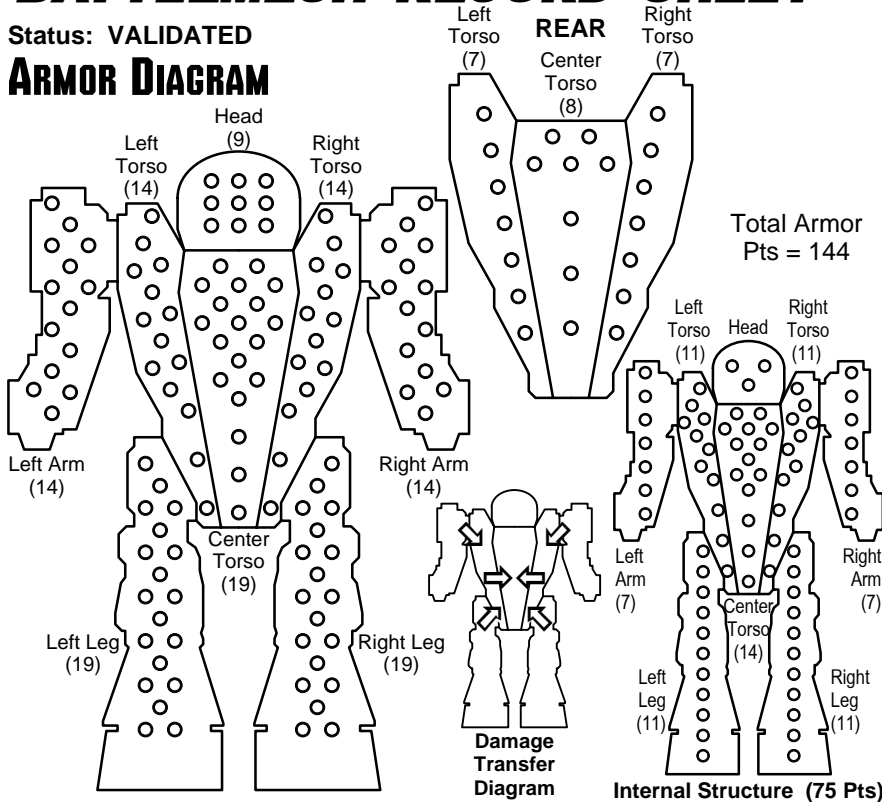 BATTLEMECH RECORD SHEET
Status: VALIDATED
ARMOR DIAGRAM
Head
(9)
Left
Torso
(14)
Right
Torso
(14)
Left Arm
(14)
Right Arm
(14)
Center
Torso
(19)
Left Leg
(19)
Right Leg
(19)
REAR
Left
Torso
(7)
Center
Torso
(8)
Right
Torso
(7)
Total Armor
Pts = 144
Damage
Transfer
Diagram
Left
Torso
(11)
Head
Right
Torso
(11)
Left
Arm
(7)
Right
Arm
(7)
Center
Torso
(14)
Left
Leg
(11)
Right
Leg
(11)
Internal Structure (75 Pts)